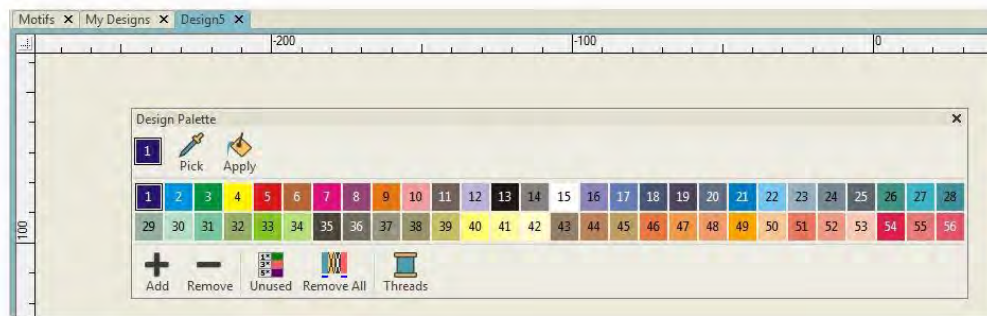 Motifs × My Designs × Design5 ×
-200 -100 0
Design Palette ×
1 Pick Apply
1 2 3 4 5 6 7 8 9 10 11 12 13 14 15 16 17 18 19 20 21 22 23 24 25 26 27 28
29 30 31 32 33 34 35 36 37 38 39 40 41 42 43 44 45 46 47 48 49 50 51 52 53 54 55 56
100
Add Remove Unused Remove All Threads